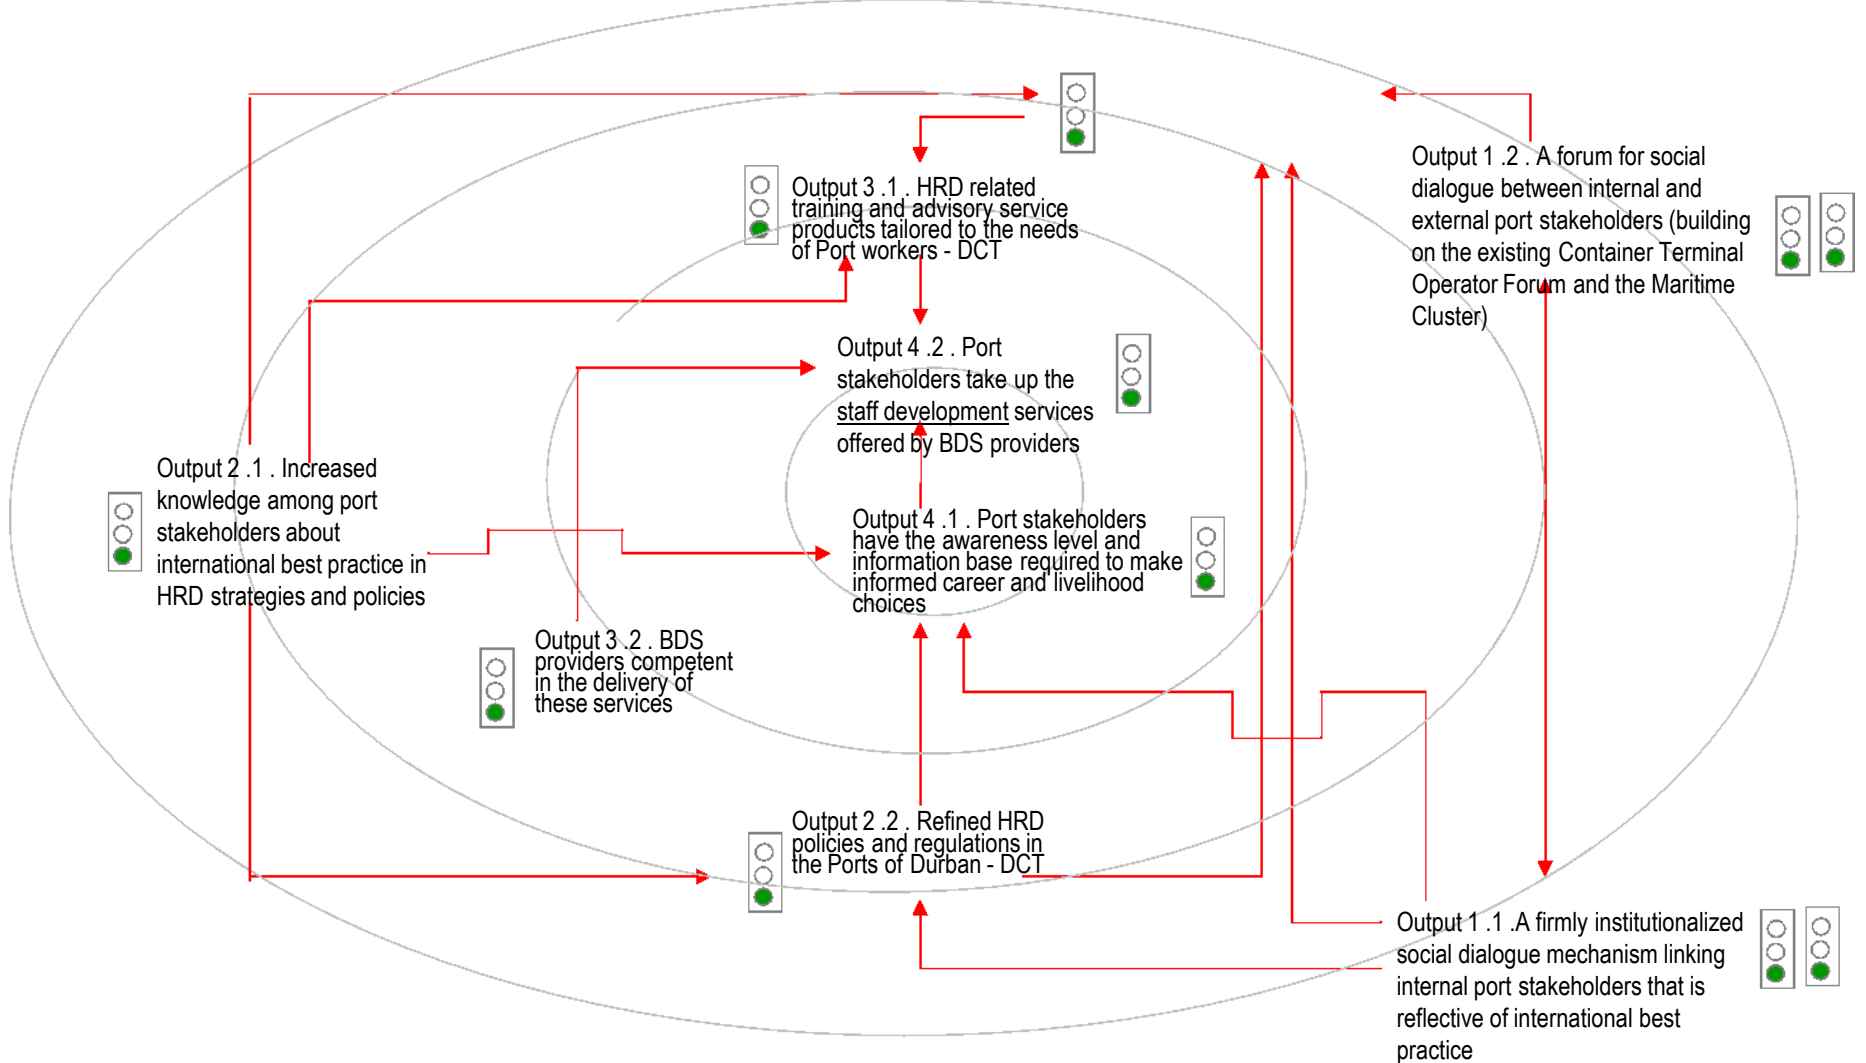 Output 1 .2 . A forum for social
dialogue between internal and
external port stakeholders (building
on the existing Container Terminal
Operator Forum and the Maritime
Cluster)
Output 3 .1 . HRD related
training and advisory service
products tailored to the needs
of Port workers - DCT
Output 4 .2 . Port
stakeholders take up the
staff development services
offered by BDS providers
Output 2 .1 . Increased
knowledge among port
stakeholders about
international best practice in
HRD strategies and policies
Output 4 .1 . Port stakeholders
have the awareness level and
information base required to make
informed career and livelihood
choices
Output 3 .2 . BDS
providers competent
in the delivery of
these services
Output 2 .2 . Refined HRD
policies and regulations in
the Ports of Durban - DCT
Output 1 .1 .A firmly institutionalized
social dialogue mechanism linking
internal port stakeholders that is
reflective of international best
practice